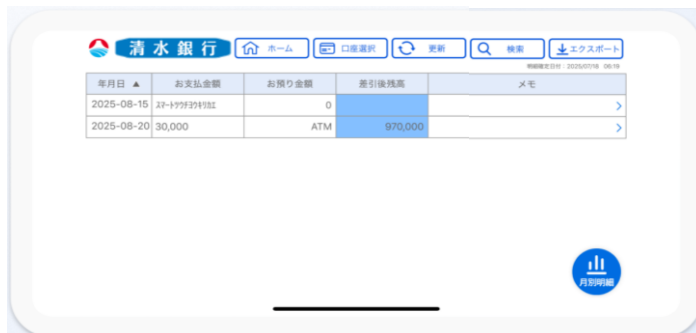 清水銀行 ホーム 口座選択 更新 検索 エクスポート
明細確定日付：2025/07/18 06:19
年月日 ▲ お支払金額 お預り金額 差引後残高 メモ
2025-08-15 ｽﾏｰﾄﾂｳﾁﾖｳｷﾘｶｴ 0
2025-08-20 30,000 ATM 970,000
月別明細